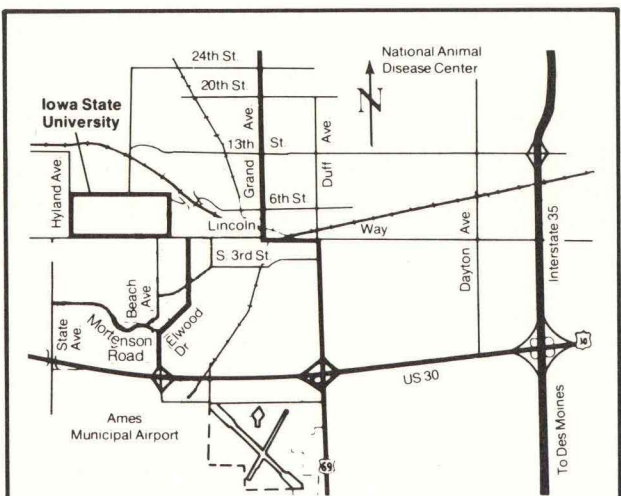 24th St.
National Animal
Disease Center
20th St.
N
Iowa State
University
Grand Ave
Duff Ave
13th St.
Hyland Ave
6th St.
Lincoln Way
Dayton Ave
Interstate 35
S. 3rd St.
Beach Ave.
State Ave.
Mortenson Road
Elwood Dr
US 30
Ames
Municipal Airport
69
To Des Moines